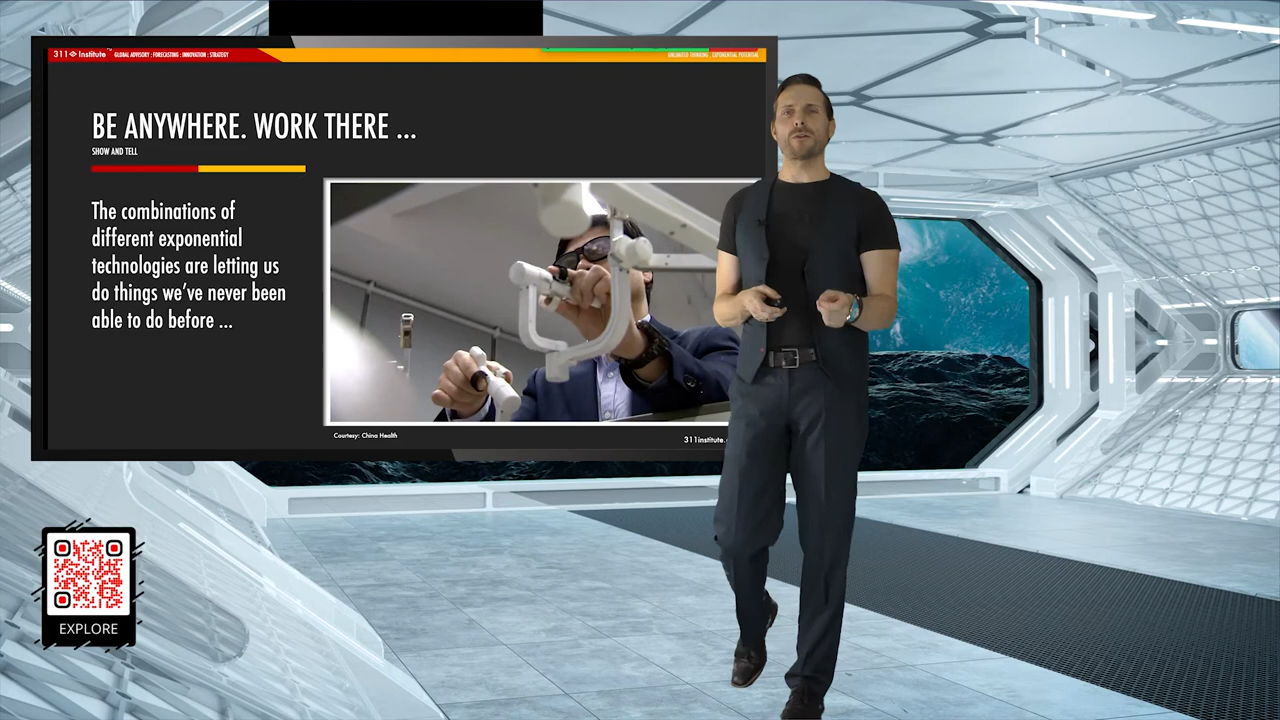 311 Institute
GLOBAL ADVISORY : FORECASTING : INNOVATION : STRATEGY
UNLIMITED THINKING : EXPONENTIAL POTENTIAL
BE ANYWHERE. WORK THERE ...
SHOW AND TELL
The combinations of
different exponential
technologies are letting us
do things we've never been
able to do before ...
Courtesy: China Health
311institute.
EXPLORE